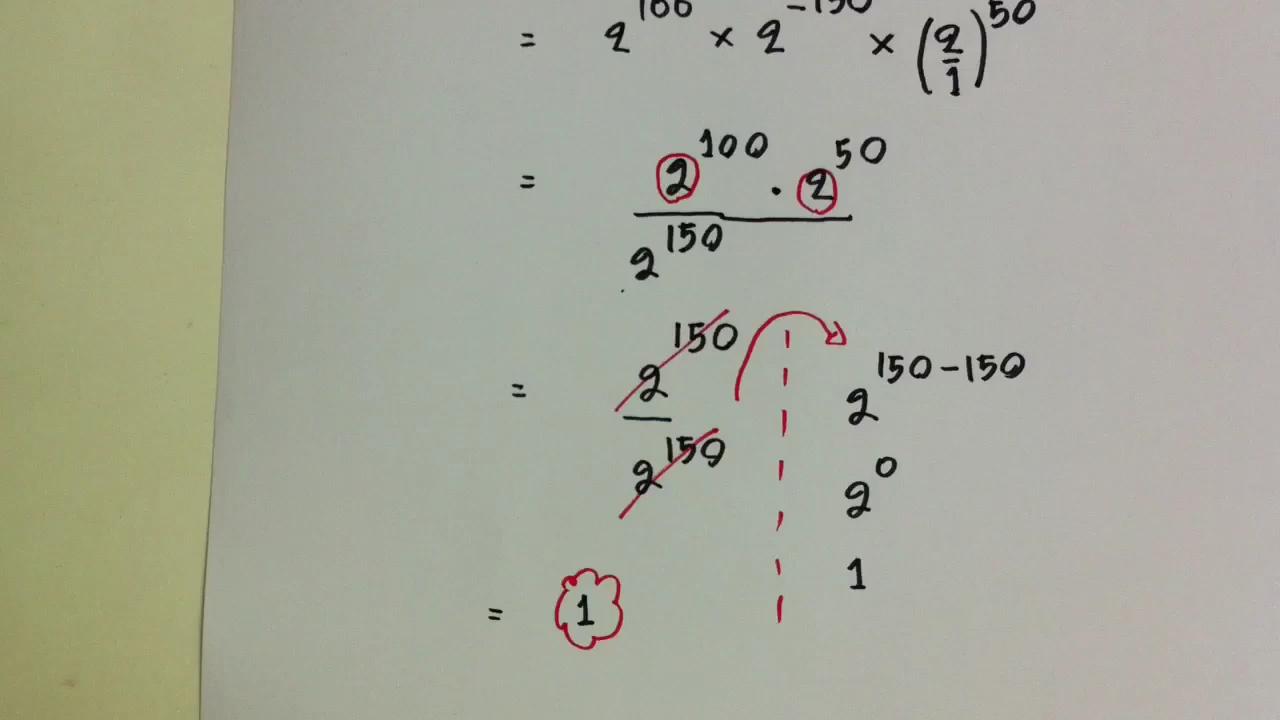 = 2^100 × 2^-150 × (2/1)^50
= (2^100 · 2^50) / 2^150
= 2^150 / 2^150
2^(150-150)
2^0
1
= 1